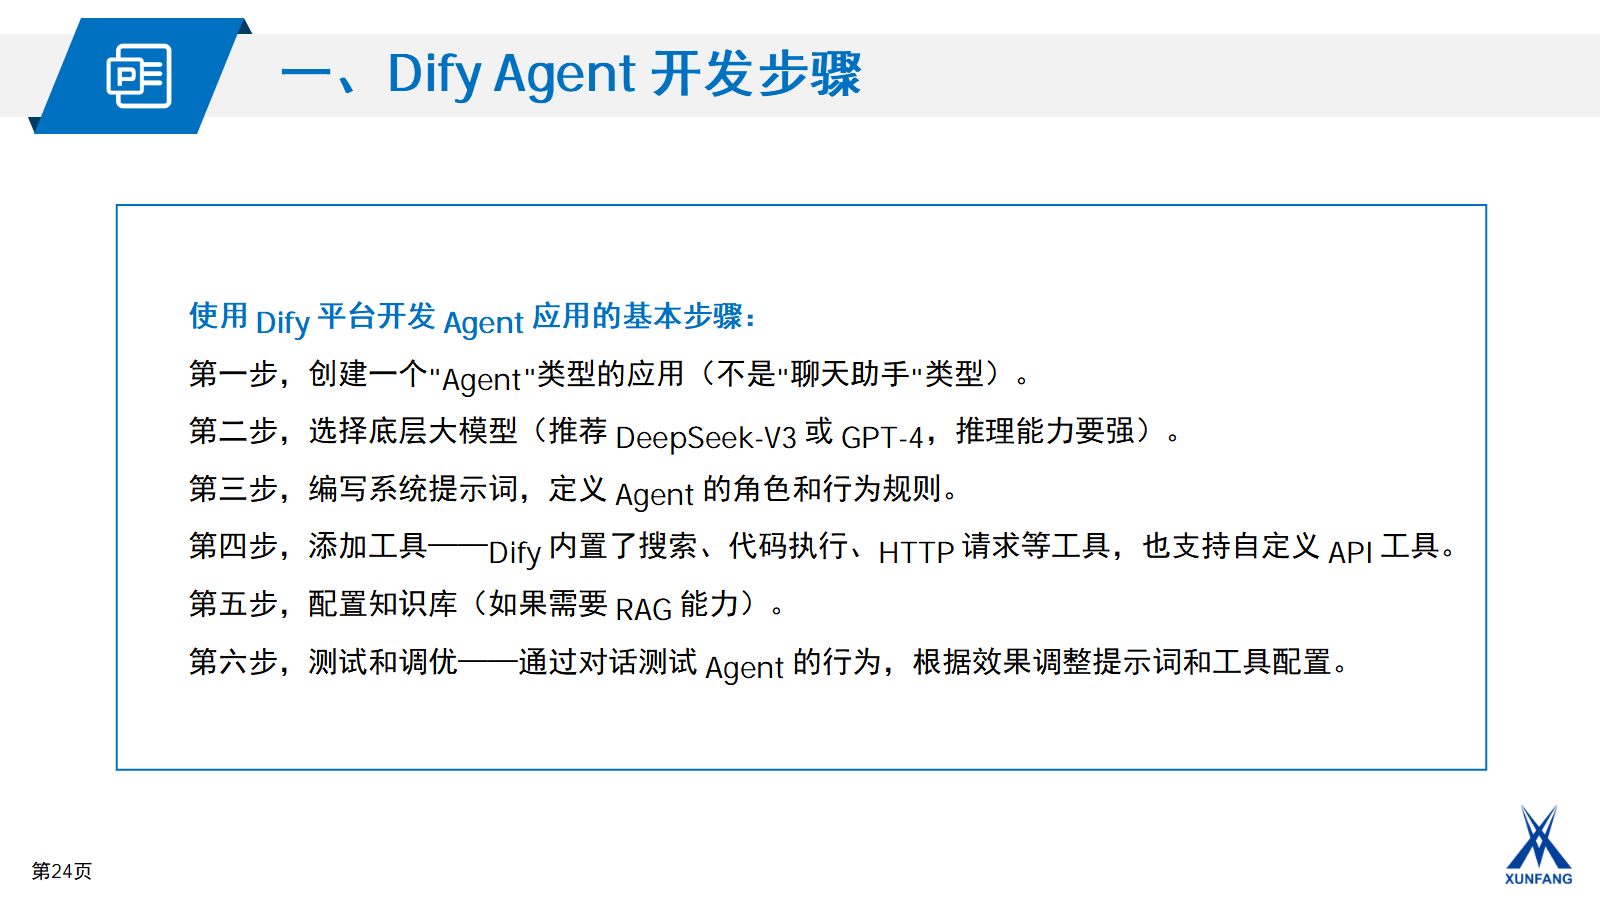 一、Dify Agent 开发步骤
使用 Dify 平台开发 Agent 应用的基本步骤：
第一步，创建一个"Agent"类型的应用（不是"聊天助手"类型）。
第二步，选择底层大模型（推荐 DeepSeek-V3 或 GPT-4，推理能力要强）。
第三步，编写系统提示词，定义 Agent 的角色和行为规则。
第四步，添加工具——Dify 内置了搜索、代码执行、HTTP 请求等工具，也支持自定义 API 工具。
第五步，配置知识库（如果需要 RAG 能力）。
第六步，测试和调优——通过对话测试 Agent 的行为，根据效果调整提示词和工具配置。
第24页
XUNFANG